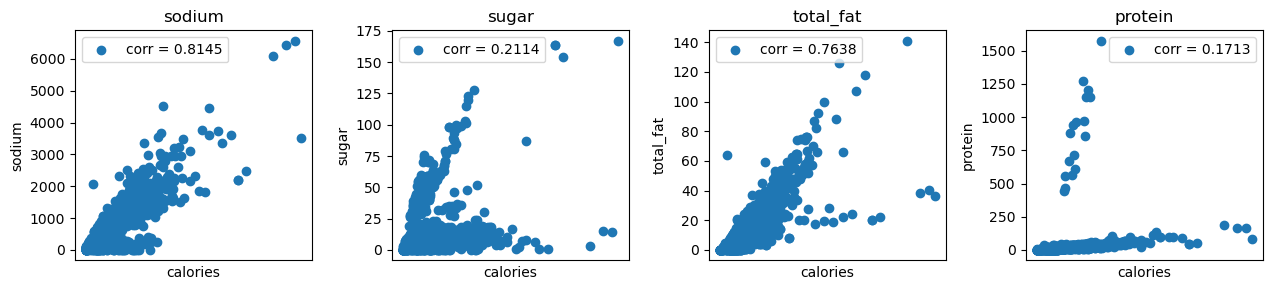 sodium
sodium
6000
5000
4000
3000
2000
1000
0
corr = 0.8145
calories
sugar
sugar
175
150
125
100
75
50
25
0
corr = 0.2114
calories
total_fat
total_fat
140
120
100
80
60
40
20
0
corr = 0.7638
calories
protein
protein
1500
1250
1000
750
500
250
0
corr = 0.1713
calories